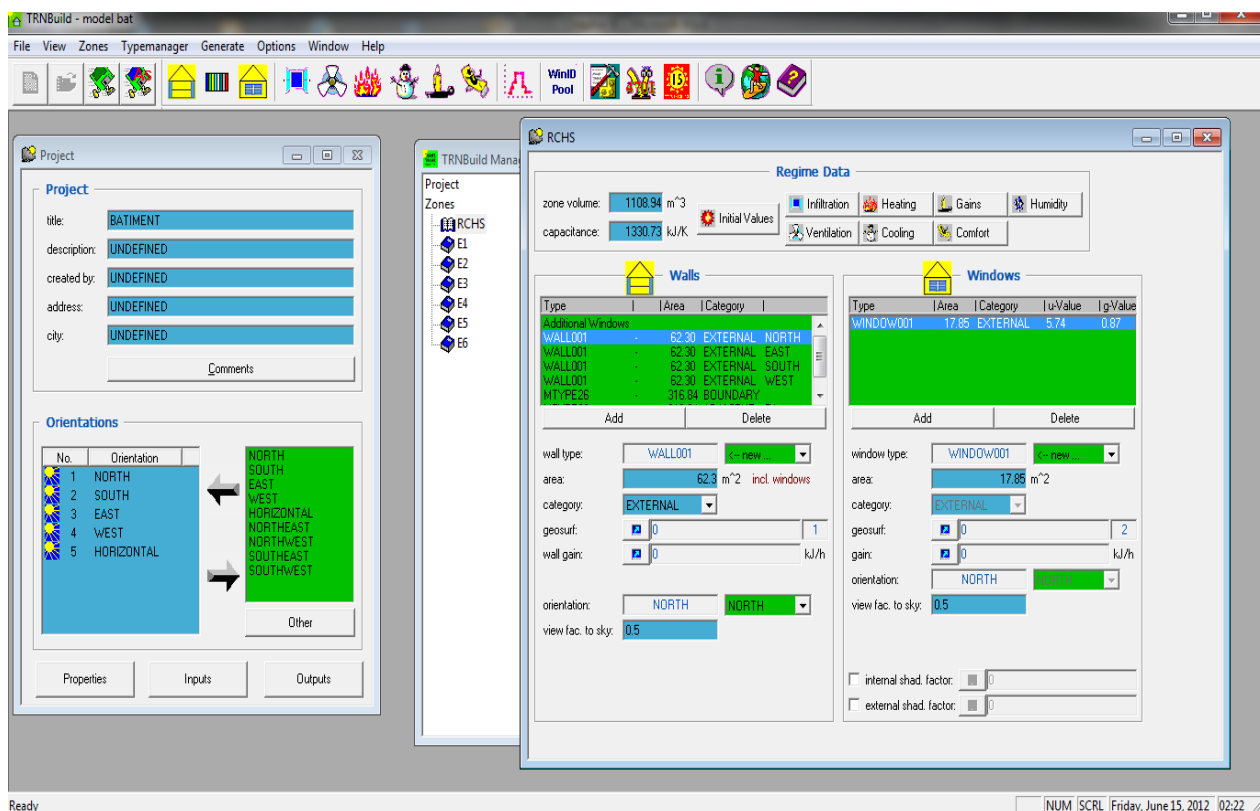 TRNBuild - model bat
File View Zones Typemanager Generate Options Window Help
WinID Pool
15
Project
Project
title: BATIMENT
description: UNDEFINED
created by: UNDEFINED
address: UNDEFINED
city: UNDEFINED
Comments
Orientations
No. Orientation
1 NORTH
2 SOUTH
3 EAST
4 WEST
5 HORIZONTAL
NORTH
SOUTH
EAST
WEST
HORIZONTAL
NORTHEAST
NORTHWEST
SOUTHEAST
SOUTHWEST
Other
Properties Inputs Outputs
TRNBuild Mana
Project
Zones
RCHS
E1
E2
E3
E4
E5
E6
RCHS
Regime Data
zone volume: 1108.94 m^3
capacitance: 1330.73 kJ/K
Initial Values
Infiltration Heating Gains Humidity
Ventilation Cooling Comfort
Walls
Type | |Area |Category |
Additional Windows
WALL001 - 62.30 EXTERNAL NORTH
WALL001 - 62.30 EXTERNAL EAST
WALL001 - 62.30 EXTERNAL SOUTH
WALL001 - 62.30 EXTERNAL WEST
MTYPE26 316.84 BOUNDARY
Add Delete
wall type: WALL001 <-- new ...
area: 62.3 m^2 incl. windows
category: EXTERNAL
geosurf: 0 1
wall gain: 0 kJ/h
orientation: NORTH NORTH
view fac. to sky: 0.5
Windows
Type |Area |Category |u-Value |g-Value
WINDOW001 17.85 EXTERNAL 5.74 0.87
Add Delete
window type: WINDOW001 <-- new ...
area: 17.85 m^2
category: EXTERNAL
geosurf: 0 2
gain: 0 kJ/h
orientation: NORTH NORTH
view fac. to sky: 0.5
internal shad. factor: 0
external shad. factor: 0
Ready
NUM SCRL Friday, June 15, 2012 02:22